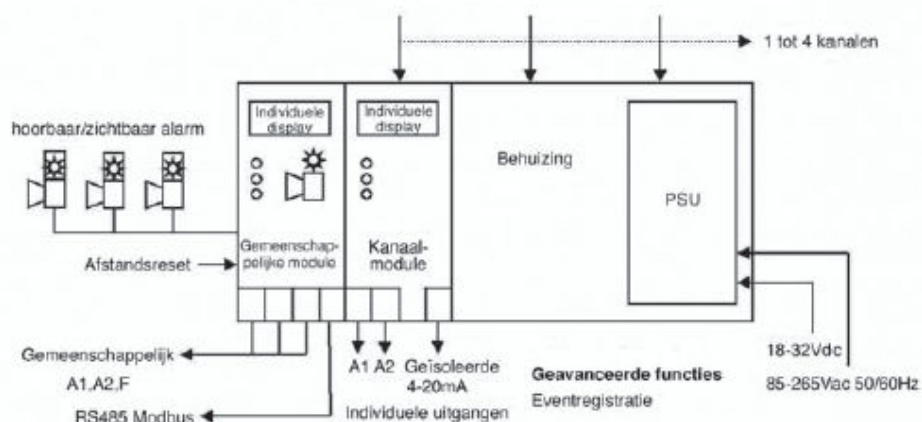 1 tot 4 kanalen
hoorbaar/zichtbaar alarm
Individuele
display
Individuele
display
Behuizing
PSU
Gemeenschap-
pelijke module
Kanaal-
module
Afstandsreset
Gemeenschappelijk
A1,A2,F
RS485 Modbus
A1 A2 Geïsoleerde
4-20mA
Individuele uitgangen
Geavanceerde functies
Eventregistratie
18-32Vdc
85-265Vac 50/60Hz